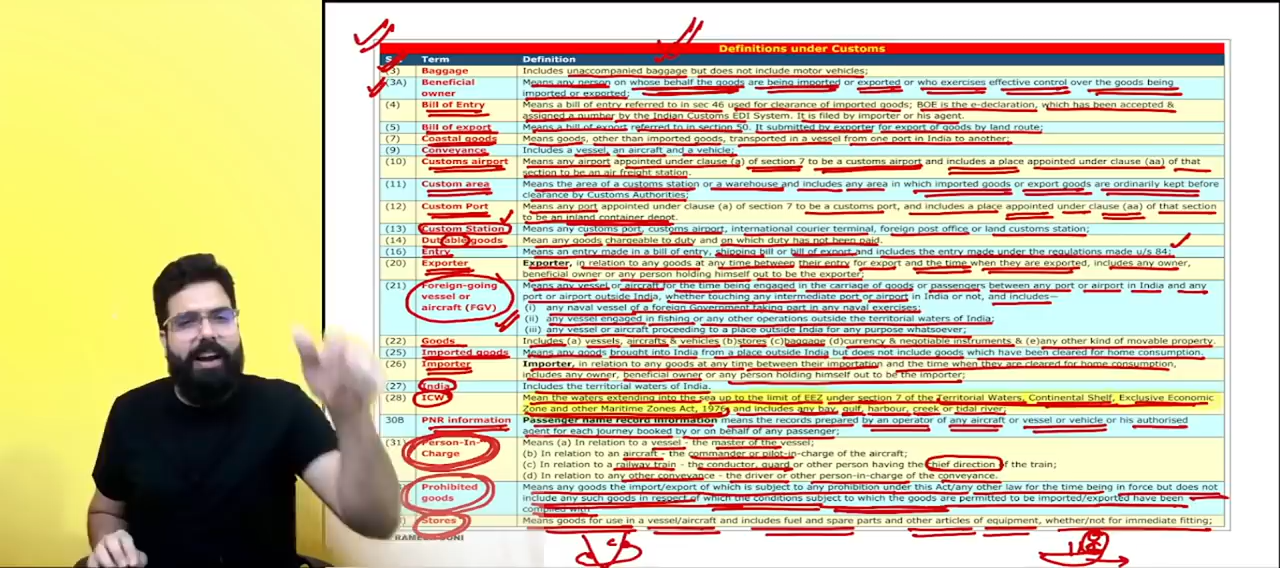 Definitions under Customs
Term Definition
(3) Baggage Includes unaccompanied baggage but does not include motor vehicles;
(3A) Beneficial owner Means any person on whose behalf the goods are being imported or exported or who exercises effective control over the goods being
imported or exported;
(4) Bill of Entry Means a bill of entry referred to in sec 46 used for clearance of imported goods; BOE is the e-declaration, which has been accepted &
assigned a number by the Indian Customs EDI System. It is filed by importer or his agent.
(5) Bill of export Means a bill of export referred to in section 50. It submitted by exporter for export of goods by land route;
(7) Coastal goods Means goods, other than imported goods, transported in a vessel from one port in India to another;
(9) Conveyance Includes a vessel, an aircraft and a vehicle;
(10) Customs airport Means any airport appointed under clause (a) of section 7 to be a customs airport and includes a place appointed under clause (aa) of that
section to be an air freight station.
(11) Custom area Means the area of a customs station or a warehouse and includes any area in which imported goods or export goods are ordinarily kept before
clearance by Customs Authorities;
(12) Custom Port Means any port appointed under clause (a) of section 7 to be a customs port, and includes a place appointed under clause (aa) of that section
to be an inland container depot.
(13) Custom Station Means any customs port, customs airport, international courier terminal, foreign post office or land customs station;
(14) Dutiable goods Mean any goods chargeable to duty and on which duty has not been paid.
(16) Entry Means an entry made in a bill of entry, shipping bill or bill of export and includes the entry made under the regulations made u/s 84;
(20) Exporter Exporter, in relation to any goods at any time between their entry for export and the time when they are exported, includes any owner,
beneficial owner or any person holding himself out to be the exporter;
(21) Foreign-going vessel or aircraft (FGV) Means any vessel or aircraft for the time being engaged in the carriage of goods or passengers between any port or airport in India and any
port or airport outside India, whether touching any intermediate port or airport in India or not, and includes—
(i) any naval vessel of a foreign Government taking part in any naval exercises;
(ii) any vessel engaged in fishing or any other operations outside the territorial waters of India;
(iii) any vessel or aircraft proceeding to a place outside India for any purpose whatsoever;
(22) Goods Includes (a) vessels, aircrafts & vehicles (b)stores (c)baggage (d)currency & negotiable instruments & (e)any other kind of movable property.
(25) Imported goods Means any goods brought into India from a place outside India but does not include goods which have been cleared for home consumption.
(26) Importer Importer, in relation to any goods at any time between their importation and the time when they are cleared for home consumption,
includes any owner, beneficial owner or any person holding himself out to be the importer;
(27) India Includes the territorial waters of India.
(28) ICW Mean the waters extending into the sea up to the limit of EEZ under section 7 of the Territorial Waters, Continental Shelf, Exclusive Economic
Zone and other Maritime Zones Act, 1976, and includes any bay, gulf, harbour, creek or tidal river;
30B PNR information Passenger name record information means the records prepared by an operator of any aircraft or vessel or vehicle or his authorised
agent for each journey booked by or on behalf of any passenger;
(31) Person-In-Charge Means (a) In relation to a vessel - the master of the vessel;
(b) In relation to an aircraft - the commander or pilot-in-charge of the aircraft;
(c) In relation to a railway train - the conductor, guard or other person having the chief direction of the train;
(d) In relation to any other conveyance - the driver or other person-in-charge of the conveyance.
Prohibited goods Means any goods the import/export of which is subject to any prohibition under this Act/any other law for the time being in force but does not
include any such goods in respect of which the conditions subject to which the goods are permitted to be imported/exported have been
complied with
Stores Means goods for use in a vessel/aircraft and includes fuel and spare parts and other articles of equipment, whether/not for immediate fitting;